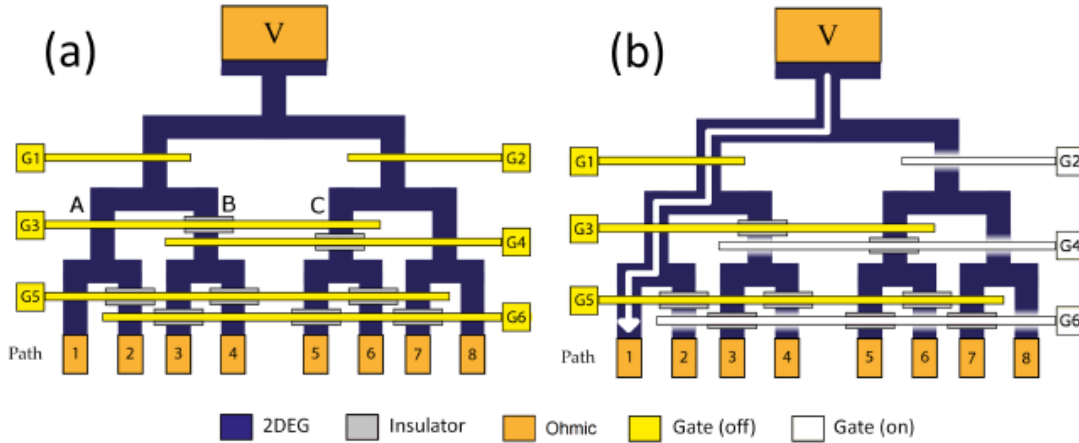 (a)
V
G1
G2
A
B
C
G3
G4
G5
G6
Path
1
2
3
4
5
6
7
8
(b)
V
G1
G2
G3
G4
G5
G6
Path
1
2
3
4
5
6
7
8
2DEG
Insulator
Ohmic
Gate (off)
Gate (on)